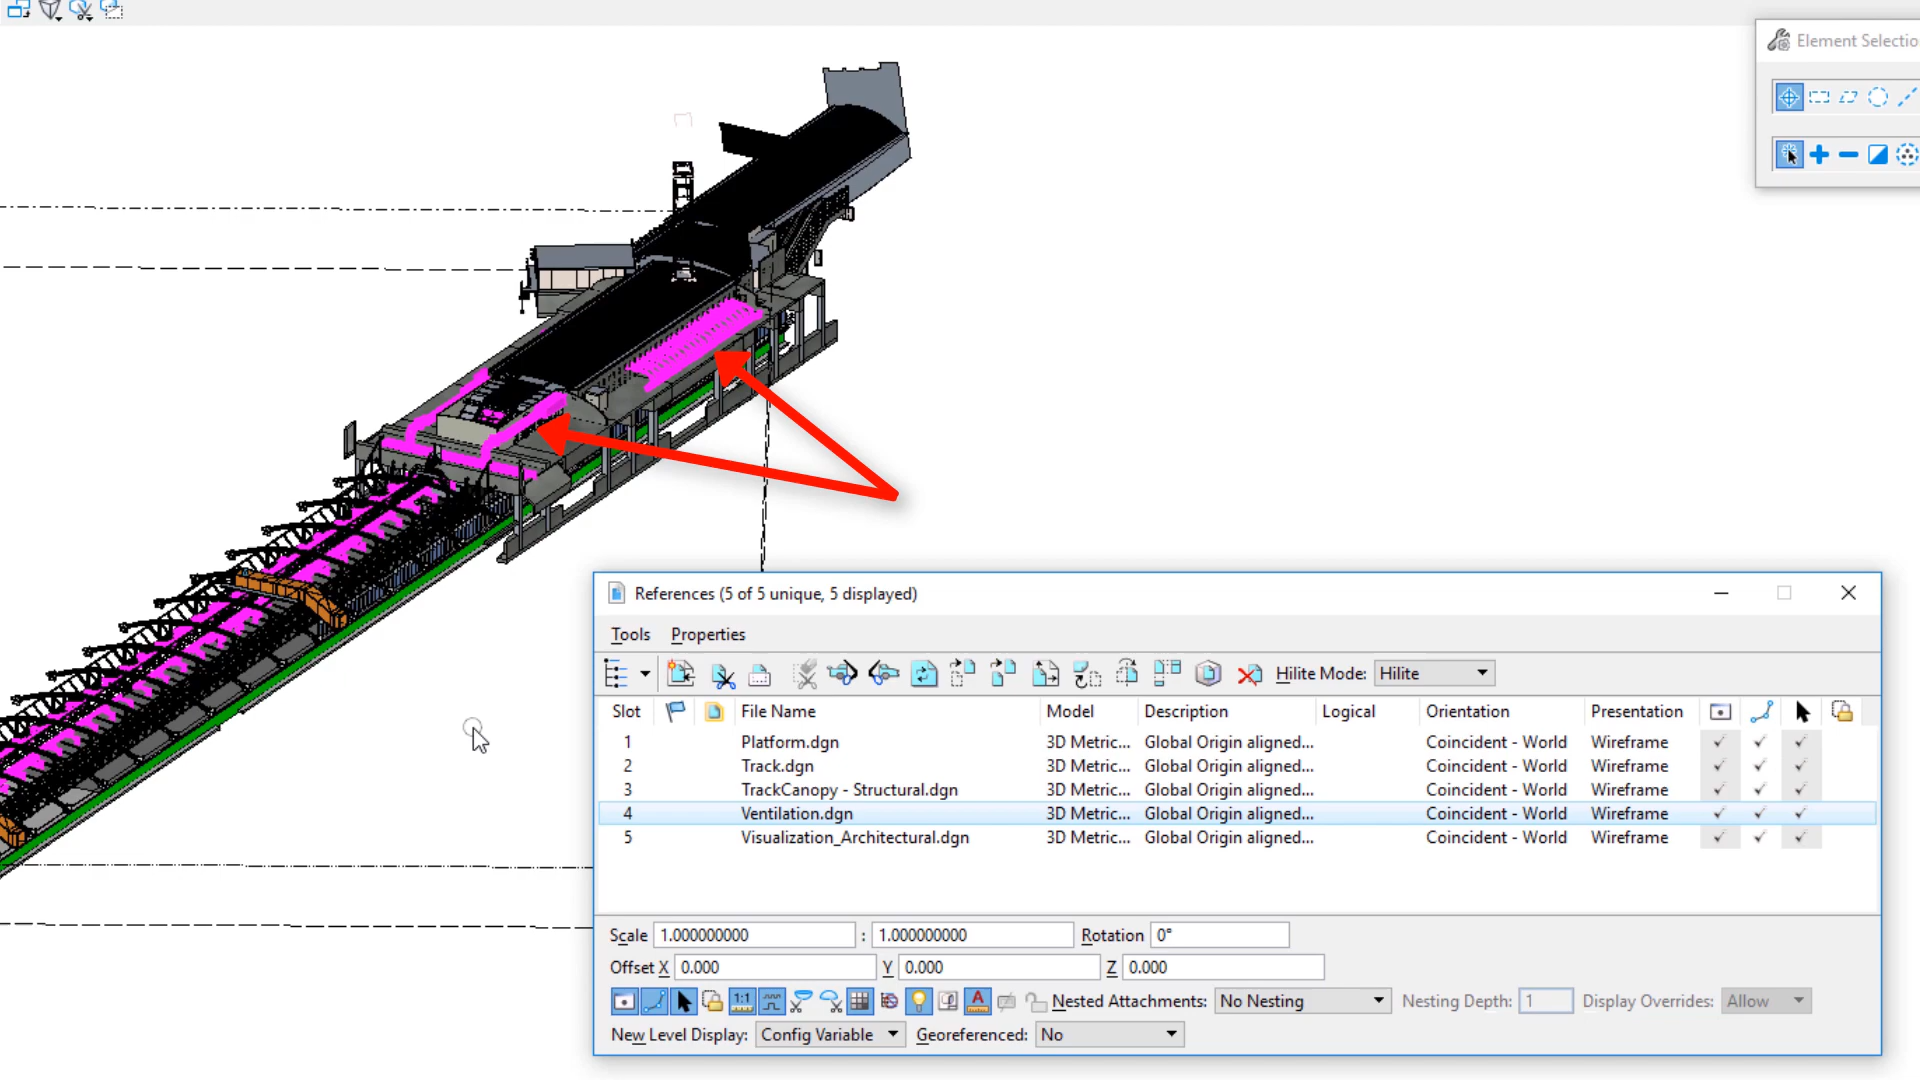 Element Selectio
References (5 of 5 unique, 5 displayed)
Tools Properties
Hilite Mode: Hilite
Slot File Name Model Description Logical Orientation Presentation
1 Platform.dgn 3D Metric... Global Origin aligned... Coincident - World Wireframe
2 Track.dgn 3D Metric... Global Origin aligned... Coincident - World Wireframe
3 TrackCanopy - Structural.dgn 3D Metric... Global Origin aligned... Coincident - World Wireframe
4 Ventilation.dgn 3D Metric... Global Origin aligned... Coincident - World Wireframe
5 Visualization_Architectural.dgn 3D Metric... Global Origin aligned... Coincident - World Wireframe
Scale 1.000000000 : 1.000000000 Rotation 0°
Offset X 0.000 Y 0.000 Z 0.000
1:1 A Nested Attachments: No Nesting Nesting Depth: 1 Display Overrides: Allow
New Level Display: Config Variable Georeferenced: No